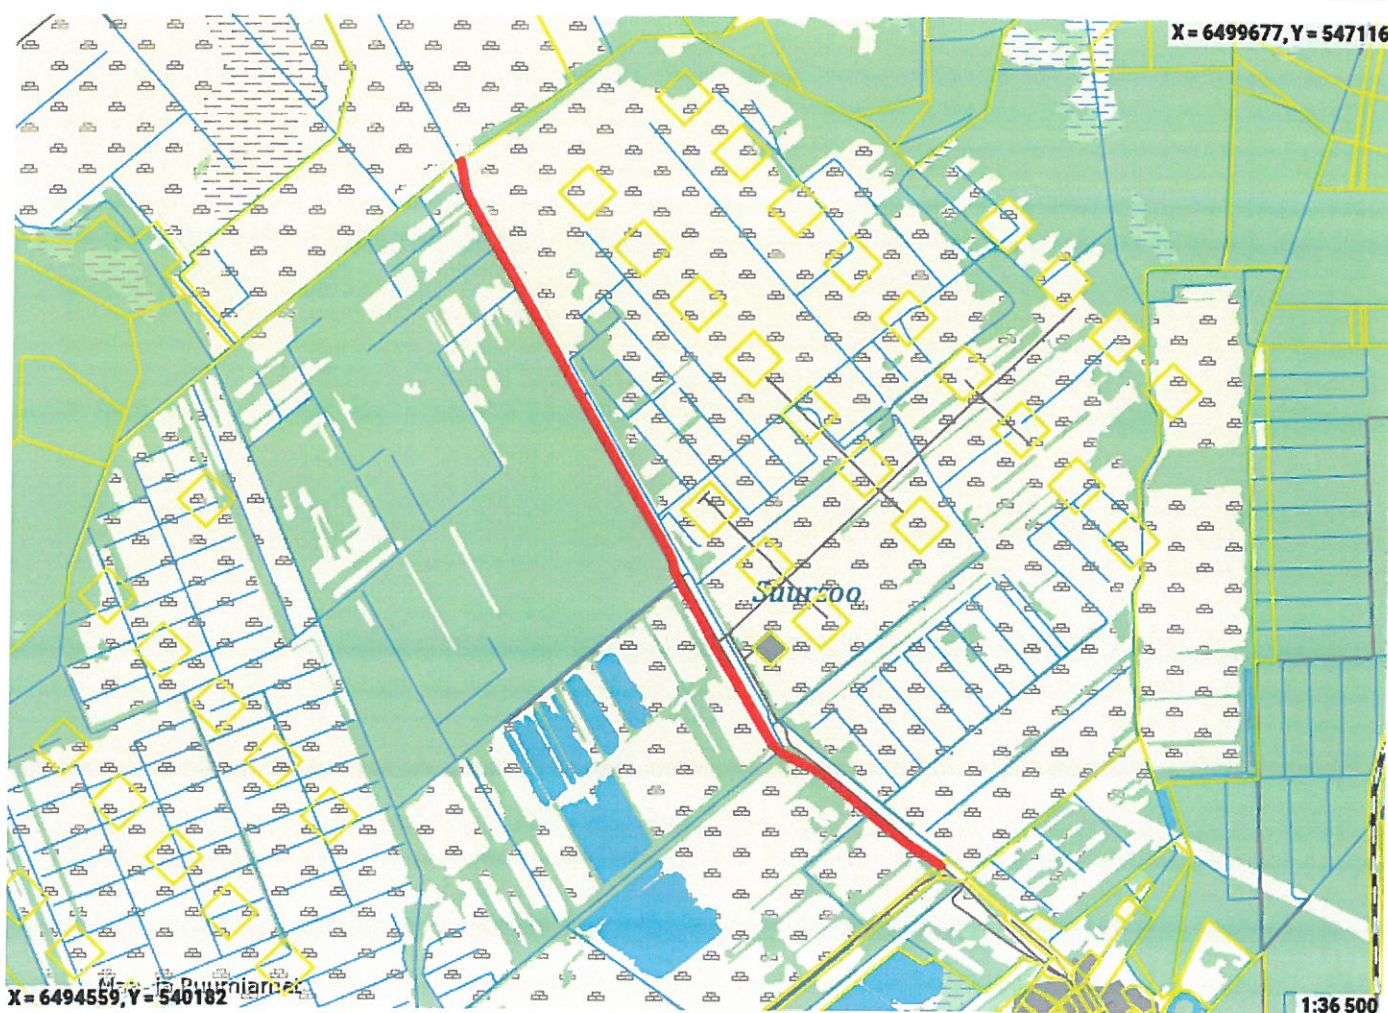 X = 6499677, Y = 547116
Suursoo
X = 6494559, Y = 540182
1:36 500